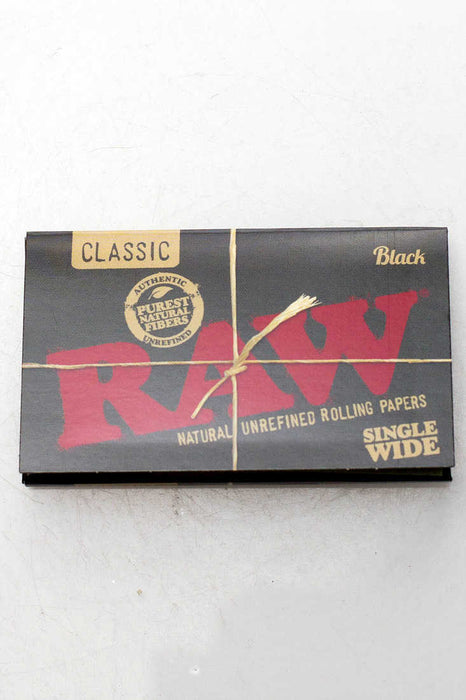 CLASSIC
Black
AUTHENTIC
PUREST
NATURAL
FIBERS
UNREFINED
RAW®
NATURAL UNREFINED ROLLING PAPERS
SINGLE
WIDE